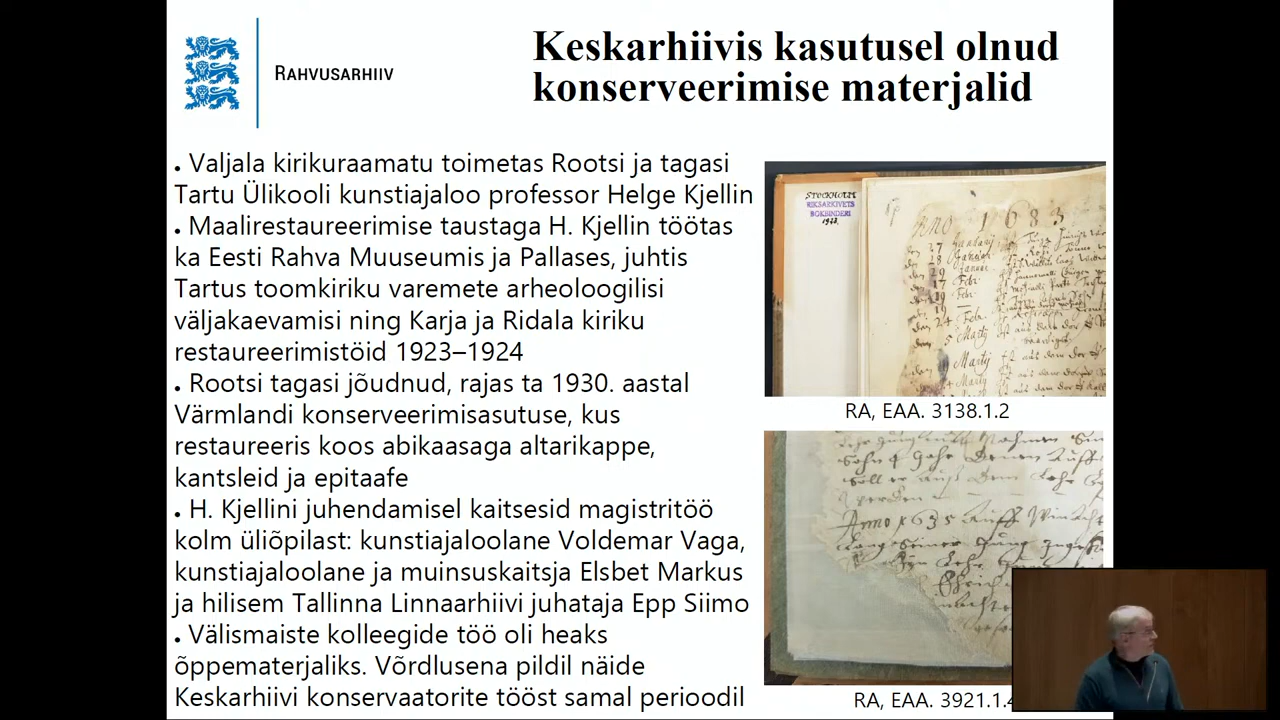 RAHVUSARHIIV
Keskarhiivis kasutusel olnud
konserveerimise materjalid
• Valjala kirikuraamatu toimetas Rootsi ja tagasi
Tartu Ülikooli kunstiajaloo professor Helge Kjellin
• Maalirestaureerimise taustaga H. Kjellin töötas
ka Eesti Rahva Muuseumis ja Pallases, juhtis
Tartus toomkiriku varemete arheoloogilisi
väljakaevamisi ning Karja ja Ridala kiriku
restaureerimistöid 1923–1924
• Rootsi tagasi jõudnud, rajas ta 1930. aastal
Värmlandi konserveerimisasutuse, kus
restaureeris koos abikaasaga altarikappe,
kantsleid ja epitaafe
• H. Kjellini juhendamisel kaitsesid magistritöö
kolm üliõpilast: kunstiajaloolane Voldemar Vaga,
kunstiajaloolane ja muinsuskaitsja Elsbet Markus
ja hilisem Tallinna Linnaarhiivi juhataja Epp Siimo
• Välismaiste kolleegide töö oli heaks
õppematerjaliks. Võrdlusena pildil näide
Keskarhiivi konservaatorite tööst samal perioodil
STOCKHOLM
RIKSARKIVETS
BOKBINDERI
Anno 1683
RA, EAA. 3138.1.2
Anno
RA, EAA. 3921.1.